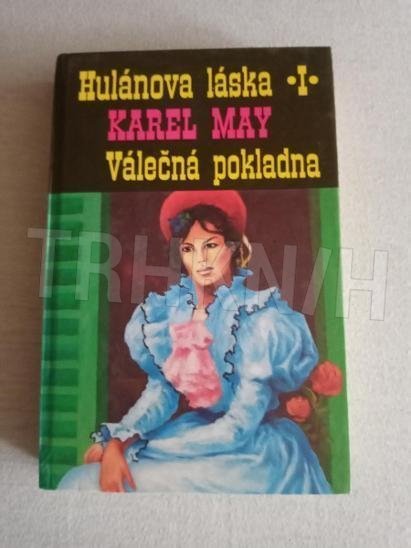 Hulánova láska •I•
KAREL MAY
Válečná pokladna
TRHKNIH